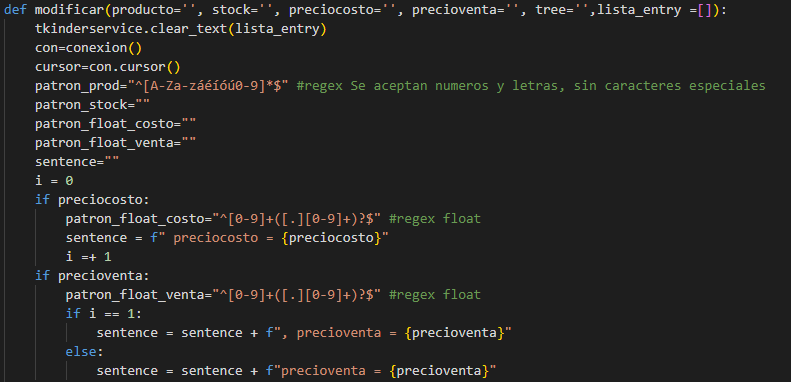 def modificar(producto='', stock='', preciocosto='', precioventa='', tree='',lista_entry =[]):
    tkinderservice.clear_text(lista_entry)
    con=conexion()
    cursor=con.cursor()
    patron_prod="^[A-Za-záéíóú0-9]*$" #regex Se aceptan numeros y letras, sin caracteres especiales
    patron_stock=""
    patron_float_costo=""
    patron_float_venta=""
    sentence=""
    i = 0
    if preciocosto:
        patron_float_costo="^[0-9]+([.][0-9]+)?$" #regex float
        sentence = f" preciocosto = {preciocosto}"
        i =+ 1
    if precioventa:
        patron_float_venta="^[0-9]+([.][0-9]+)?$" #regex float
        if i == 1:
            sentence = sentence + f", precioventa = {precioventa}"
        else:
            sentence = sentence + f"precioventa = {precioventa}"